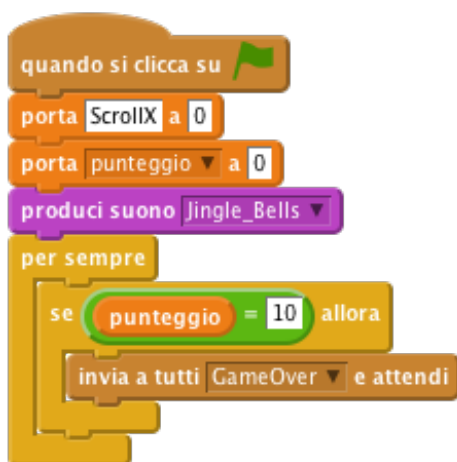 quando si clicca su
porta ScrollX a 0
porta punteggio a 0
produci suono Jingle_Bells
per sempre
se punteggio = 10 allora
invia a tutti GameOver e attendi